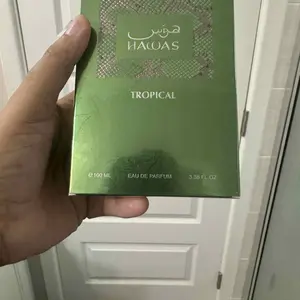 هوس
HAWAS
TROPICAL
℮100 ML EAU DE PARFUM 3.38 FL.OZ